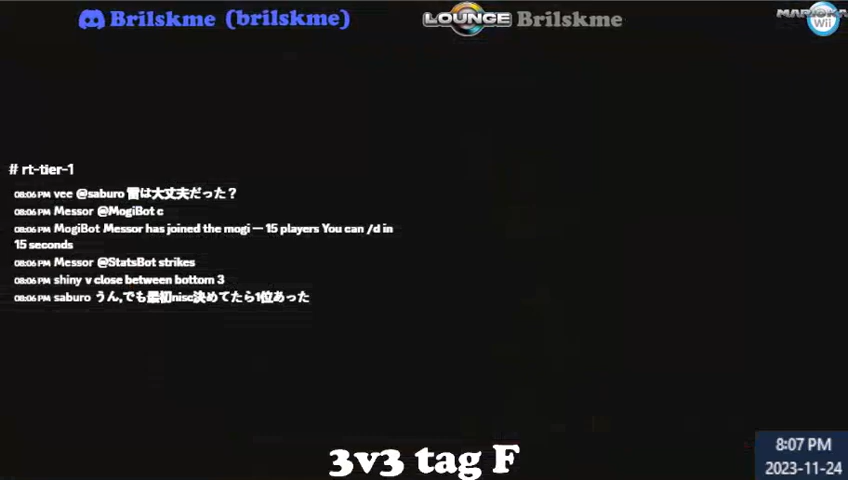 Brilskme (brilskme)
LOUNGE Brilskme
Wii
# rt-tier-1
08:06 PM vee @saburo 雷は大丈夫だった？
08:06 PM Messor @MogiBot c
08:06 PM MogiBot Messor has joined the mogi — 15 players You can /d in
15 seconds
08:06 PM Messor @StatsBot strikes
08:06 PM shiny v close between bottom 3
08:06 PM saburo うん,でも最初nisc決めてたら1位あった
3v3 tag F
8:07 PM
2023-11-24